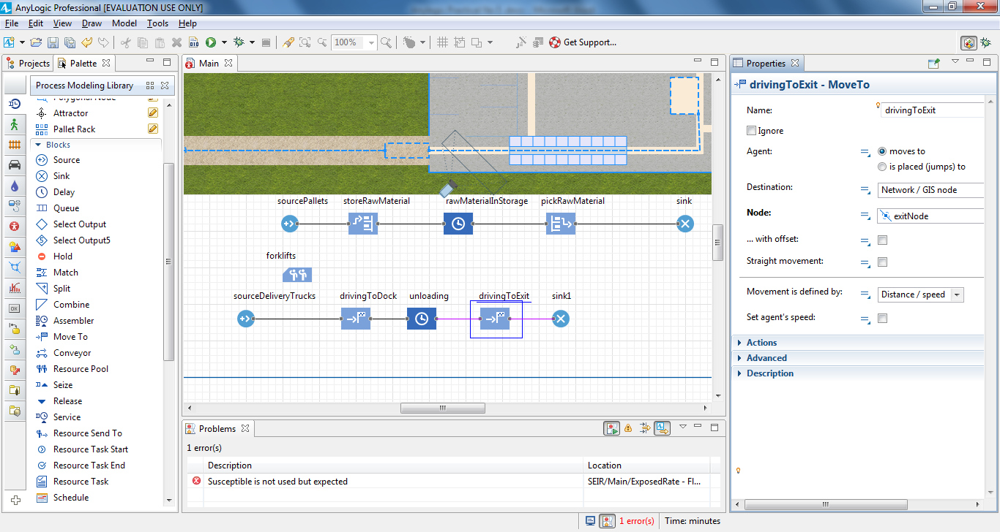 AnyLogic Professional [EVALUATION USE ONLY]
File Edit View Draw Model Tools Help
100% Get Support...
Projects Palette
Process Modeling Library
Polygonal Node
Attractor
Pallet Rack
Blocks
Source
Sink
Delay
Queue
Select Output
Select Output5
Hold
Match
Split
Combine
Assembler
Move To
Conveyor
Resource Pool
Seize
Release
Service
Resource Send To
Resource Task Start
Resource Task End
Resource Task
Schedule
Main
sourcePallets storeRawMaterial rawMaterialInStorage pickRawMaterial sink
forklifts
sourceDeliveryTrucks drivingToDock unloading drivingToExit sink1
Problems
1 error(s)
Description Location
Susceptible is not used but expected SEIR/Main/ExposedRate - Fl...
Properties
drivingToExit - MoveTo
Name: drivingToExit
Ignore
Agent: moves to
is placed (jumps) to
Destination: Network / GIS node
Node: exitNode
... with offset:
Straight movement:
Movement is defined by: Distance / speed
Set agent's speed:
Actions
Advanced
Description
1 error(s) Time: minutes